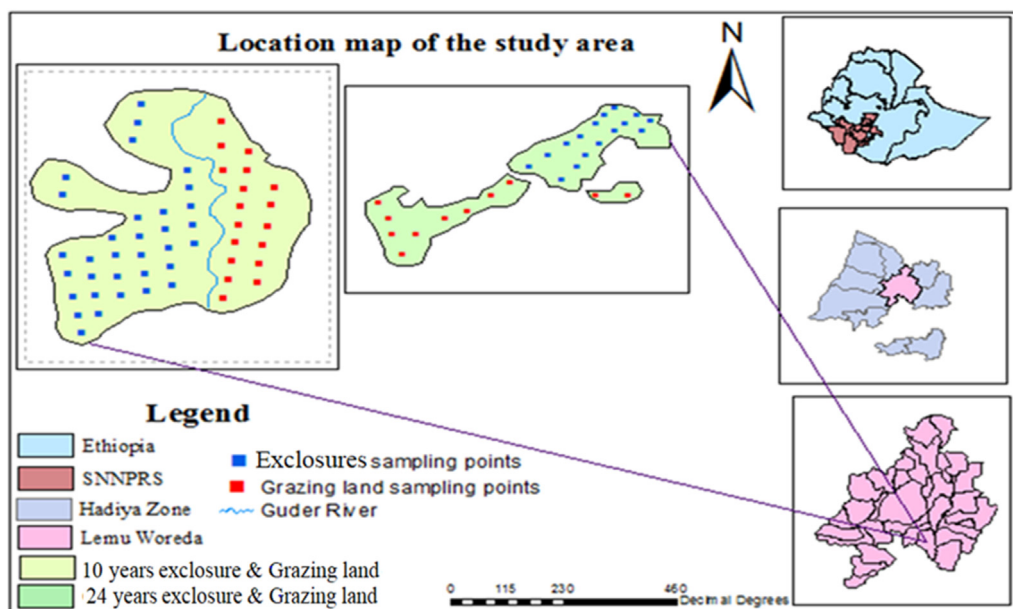 Location map of the study area
N
Legend
Ethiopia
SNNPRS
Hadiya Zone
Lemu Woreda
10 years exclosure & Grazing land
24 years exclosure & Grazing land
Exclosures sampling points
Grazing land sampling points
Guder River
0 115 230 460
Decimal Degrees